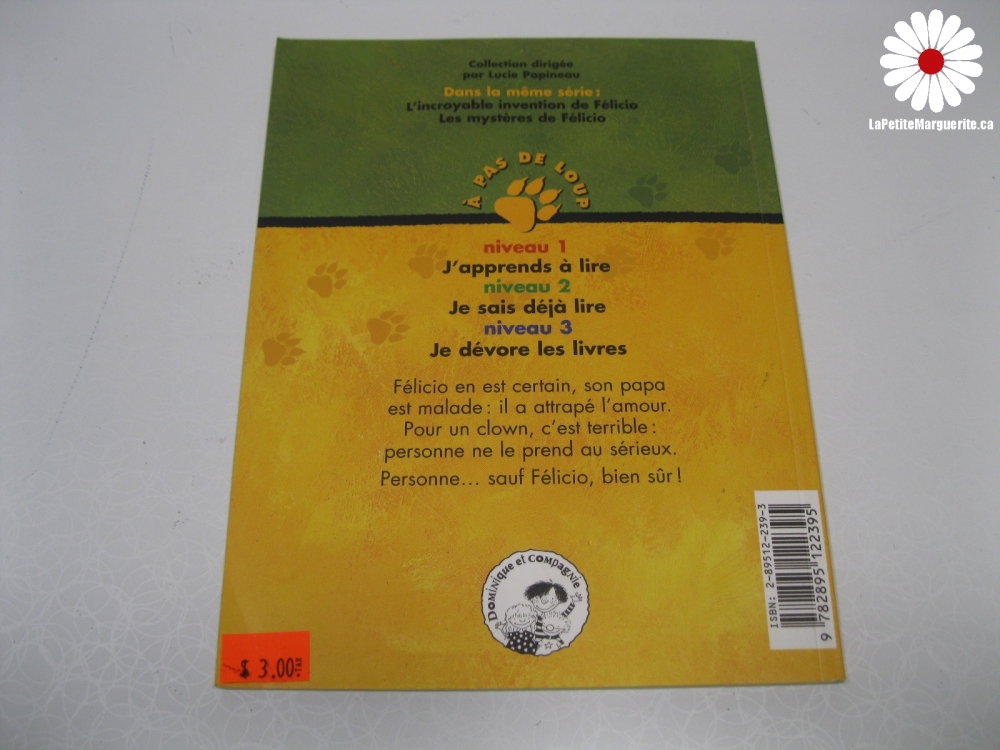 LaPetiteMarguerite.ca
Collection dirigée
par Lucie Papineau
Dans la même série :
L'incroyable invention de Félicio
Les mystères de Félicio
À PAS DE LOUP
niveau 1
J'apprends à lire
niveau 2
Je sais déjà lire
niveau 3
Je dévore les livres
Félicio en est certain, son papa
est malade : il a attrapé l'amour.
Pour un clown, c'est terrible :
personne ne le prend au sérieux.
Personne… sauf Félicio, bien sûr !
ISBN: 2-89512-239-3
9 782895 122395
Dominique et compagnie
$ 3.00 +TAX